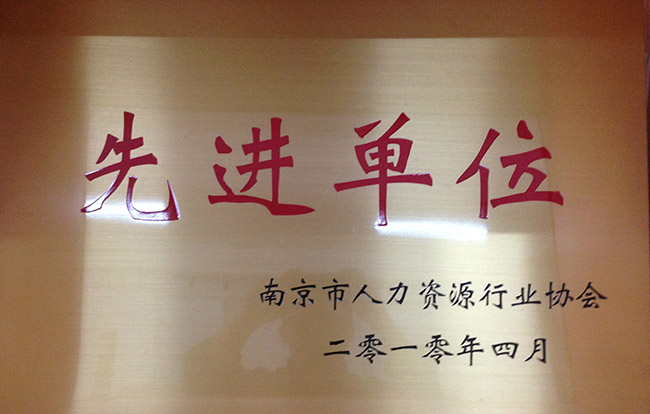 先进单位
南京市人力资源行业协会
二零一零年四月